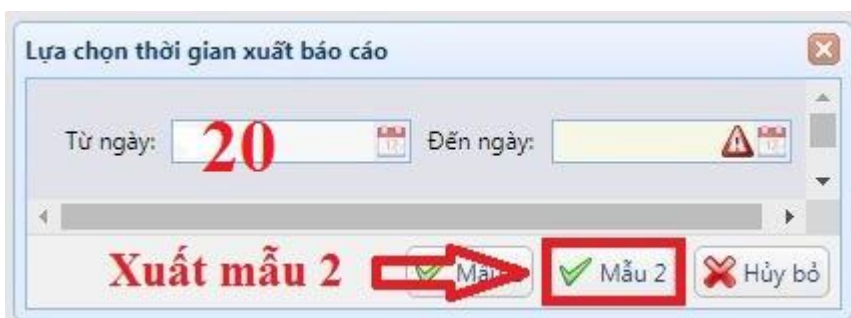 Lựa chọn thời gian xuất báo cáo
Từ ngày: 20 Đến ngày:
Xuất mẫu 2 Mẫu 2 Hủy bỏ